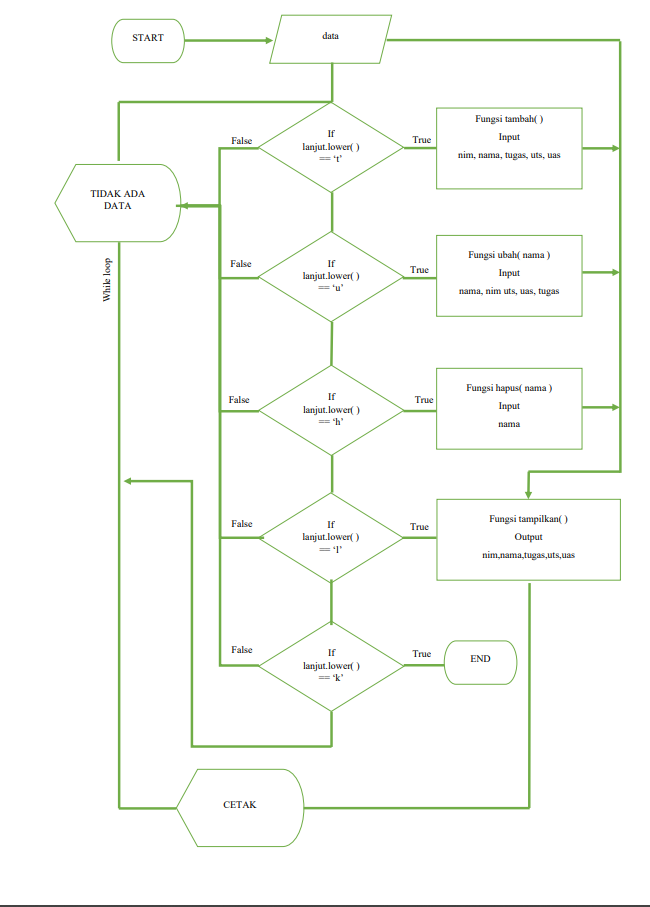 START
data
False
If
lanjut.lower( )
== ‘t’
True
Fungsi tambah( )
Input
nim, nama, tugas, uts, uas
TIDAK ADA
DATA
False
If
lanjut.lower( )
== ‘u’
True
Fungsi ubah( nama )
Input
nama, nim uts, uas, tugas
While loop
False
If
lanjut.lower( )
== ‘h’
True
Fungsi hapus( nama )
Input
nama
False
If
lanjut.lower( )
== ‘l’
True
Fungsi tampilkan( )
Output
nim,nama,tugas,uts,uas
False
If
lanjut.lower( )
== ‘k’
True
END
CETAK